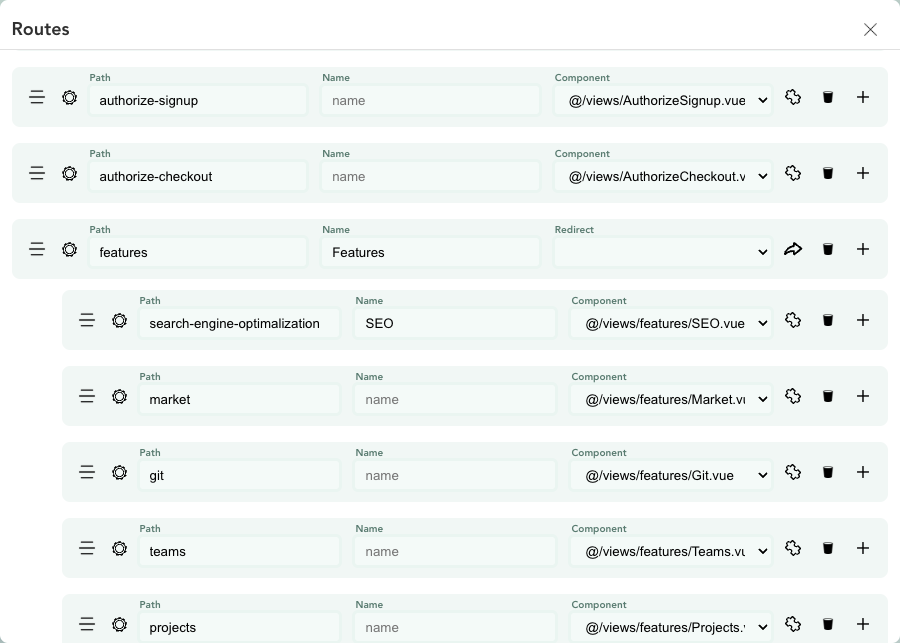 Routes
Path Name Component
authorize-signup name @/views/AuthorizeSignup.vue
Path Name Component
authorize-checkout name @/views/AuthorizeCheckout.v
Path Name Redirect
features Features
Path Name Component
search-engine-optimalization SEO @/views/features/SEO.vue
Path Name Component
market name @/views/features/Market.vu
Path Name Component
git name @/views/features/Git.vue
Path Name Component
teams name @/views/features/Teams.vu
Path Name Component
projects name @/views/features/Projects.v